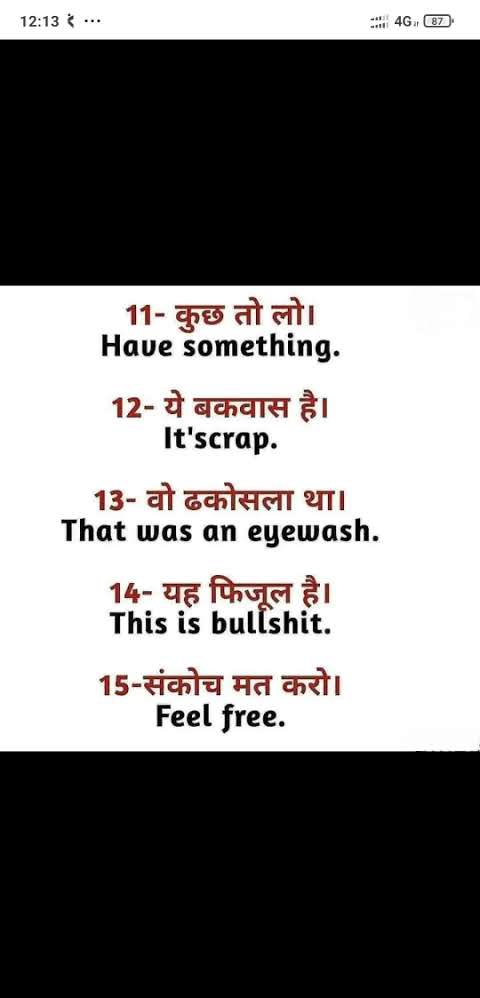 12:13
4G
87
11- कुछ तो लो।
Have something.
12- ये बकवास है।
It'scrap.
13- वो ढकोसला था।
That was an eyewash.
14- यह फिजूल है।
This is bullshit.
15-संकोच मत करो।
Feel free.